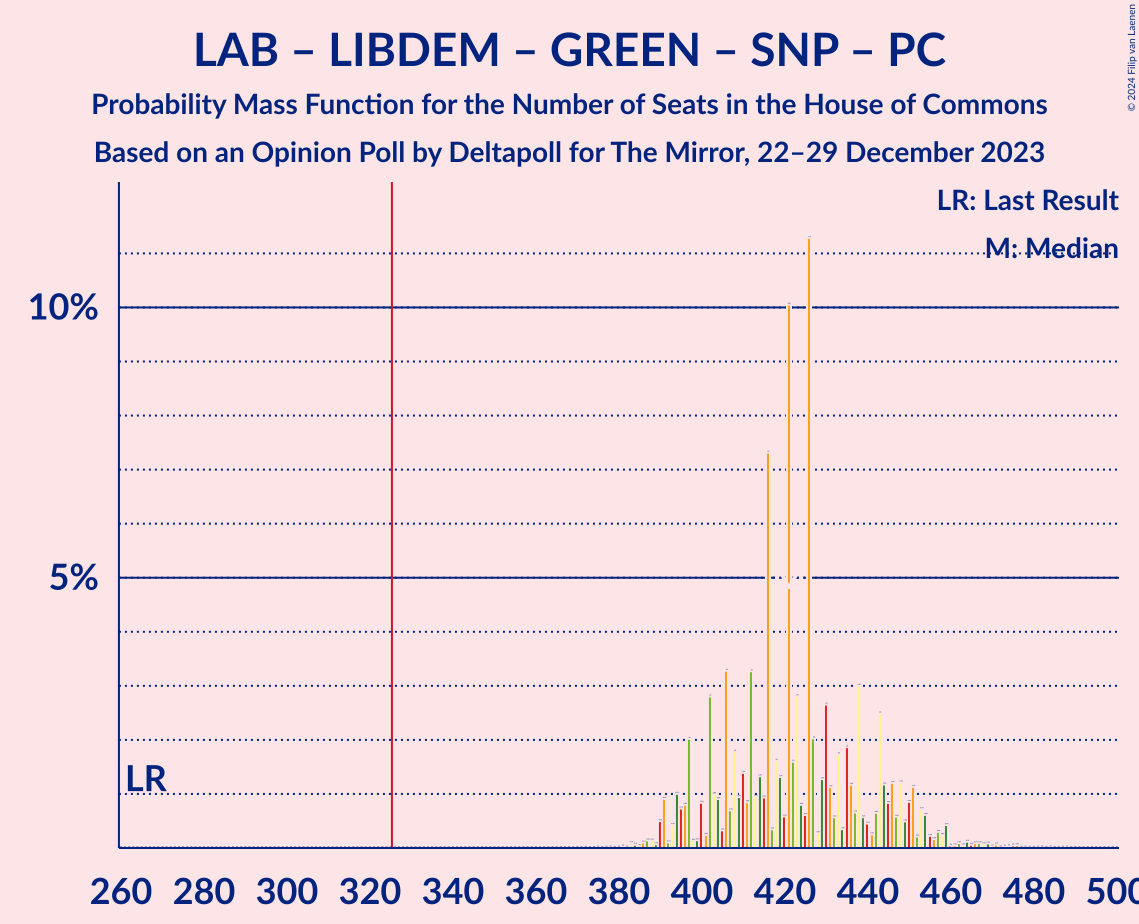 LAB – LIBDEM – GREEN – SNP – PC
Probability Mass Function for the Number of Seats in the House of Commons
Based on an Opinion Poll by Deltapoll for The Mirror, 22–29 December 2023
© 2024 Filip van Laenen
LR: Last Result
M: Median
10%
5%
LR
260 280 300 320 340 360 380 400 420 440 460 480 500